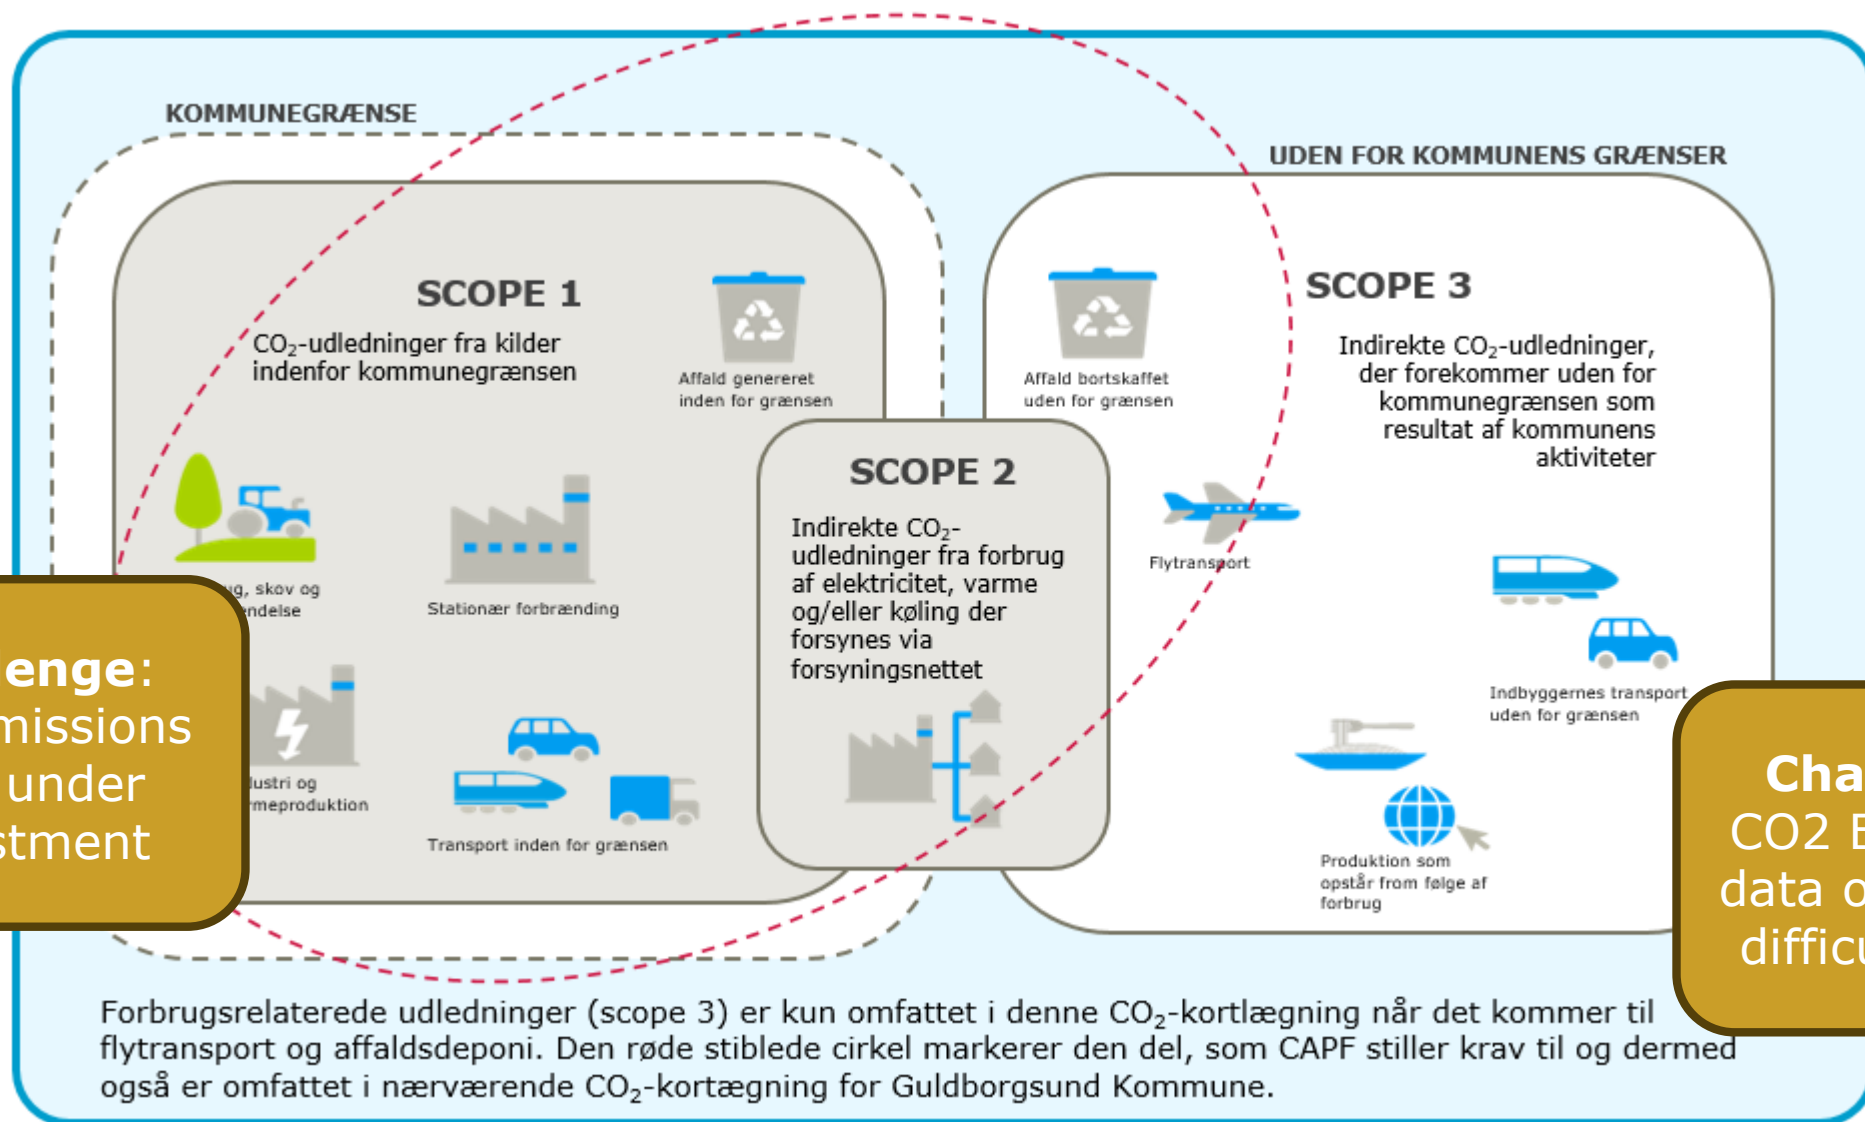 KOMMUNEGRÆNSE
UDEN FOR KOMMUNENS GRÆNSER
SCOPE 1
CO₂-udledninger fra kilder
indenfor kommunegrænsen
Affald genereret
inden for grænsen
skov og
Stationær forbrænding
og
Transport inden for grænsen
SCOPE 2
Indirekte CO₂-
udledninger fra forbrug
af elektricitet, varme
og/eller køling der
forsynes via
forsyningsnettet
Affald bortskaffet
uden for grænsen
SCOPE 3
Indirekte CO₂-udledninger,
der forekommer uden for
kommunegrænsen som
resultat af kommunens
aktiviteter
Flytransport
Indbyggernes transport
uden for grænsen
Produktion som
opstår from følge af
forbrug
under
CO2
data
Forbrugsrelaterede udledninger (scope 3) er kun omfattet i denne CO₂-kortlægning når det kommer til
flytransport og affaldsdeponi. Den røde stiblede cirkel markerer den del, som CAPF stiller krav til og dermed
også er omfattet i nærværende CO₂-kortægning for Guldborgsund Kommune.